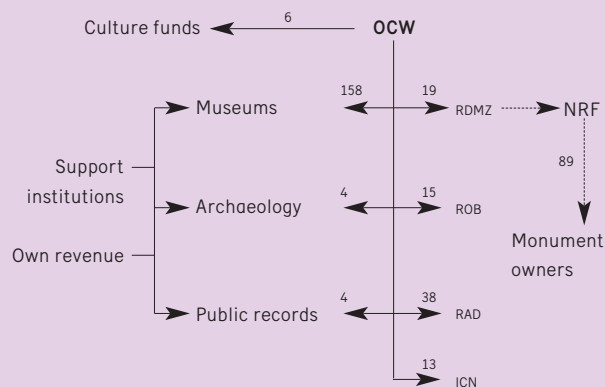 Culture funds 6 OCW
158 19
Museums RDMZ NRF
Support
institutions
89
4 15
Archaeology ROB
Monument
owners
Own revenue
4 38
Public records RAD
13
ICN